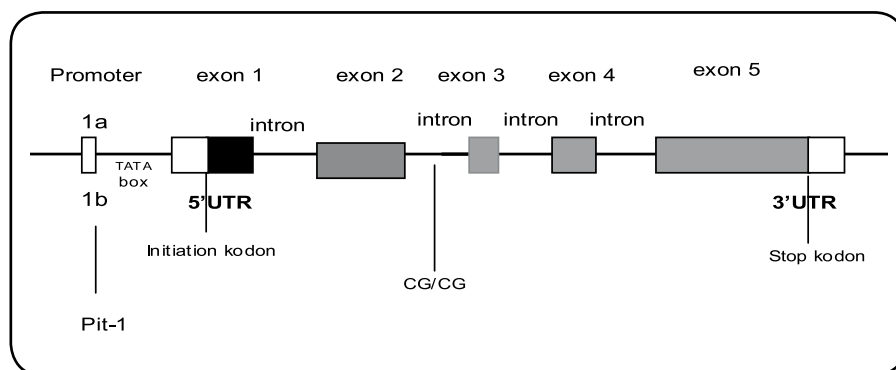 Promoter exon 1 exon 2 exon 3 exon 4 exon 5
1a intron intron intron intron
TATA
box
1b 5'UTR 3'UTR
Initiation kodon Stop kodon
CG/CG
Pit-1